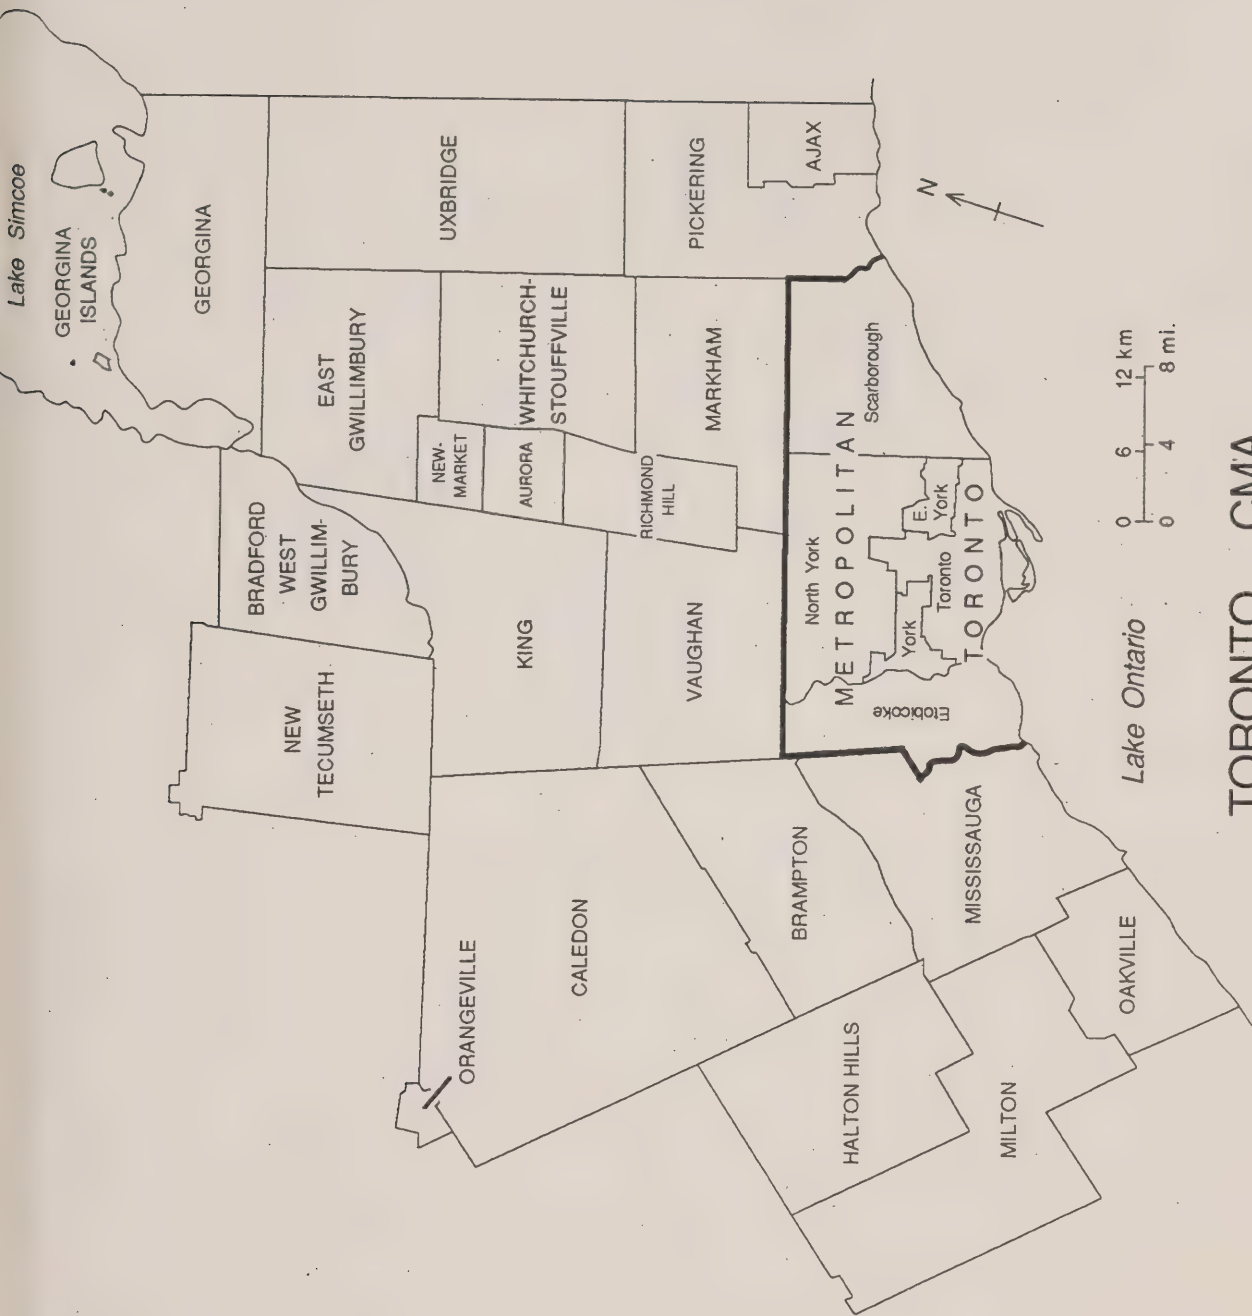 Lake Simcoe
GEORGINA
ISLANDS
GEORGINA
UXBRIDGE
PICKERING
AJAX
EAST
GWILLIMBURY
WHITCHURCH-
STOUFFVILLE
MARKHAM
NEW-
MARKET
AURORA
RICHMOND
HILL
BRADFORD
WEST
GWILLIM-
BURY
NEW
TECUMSETH
KING
VAUGHAN
ORANGEVILLE
CALEDON
BRAMPTON
MISSISSAUGA
HALTON HILLS
MILTON
OAKVILLE
METROPOLITAN
TORONTO
Scarborough
North York
E.
York
York
Toronto
Etobicoke
N
Lake Ontario
0 6 12 km
0 4 8 mi.
TORONTO CMA